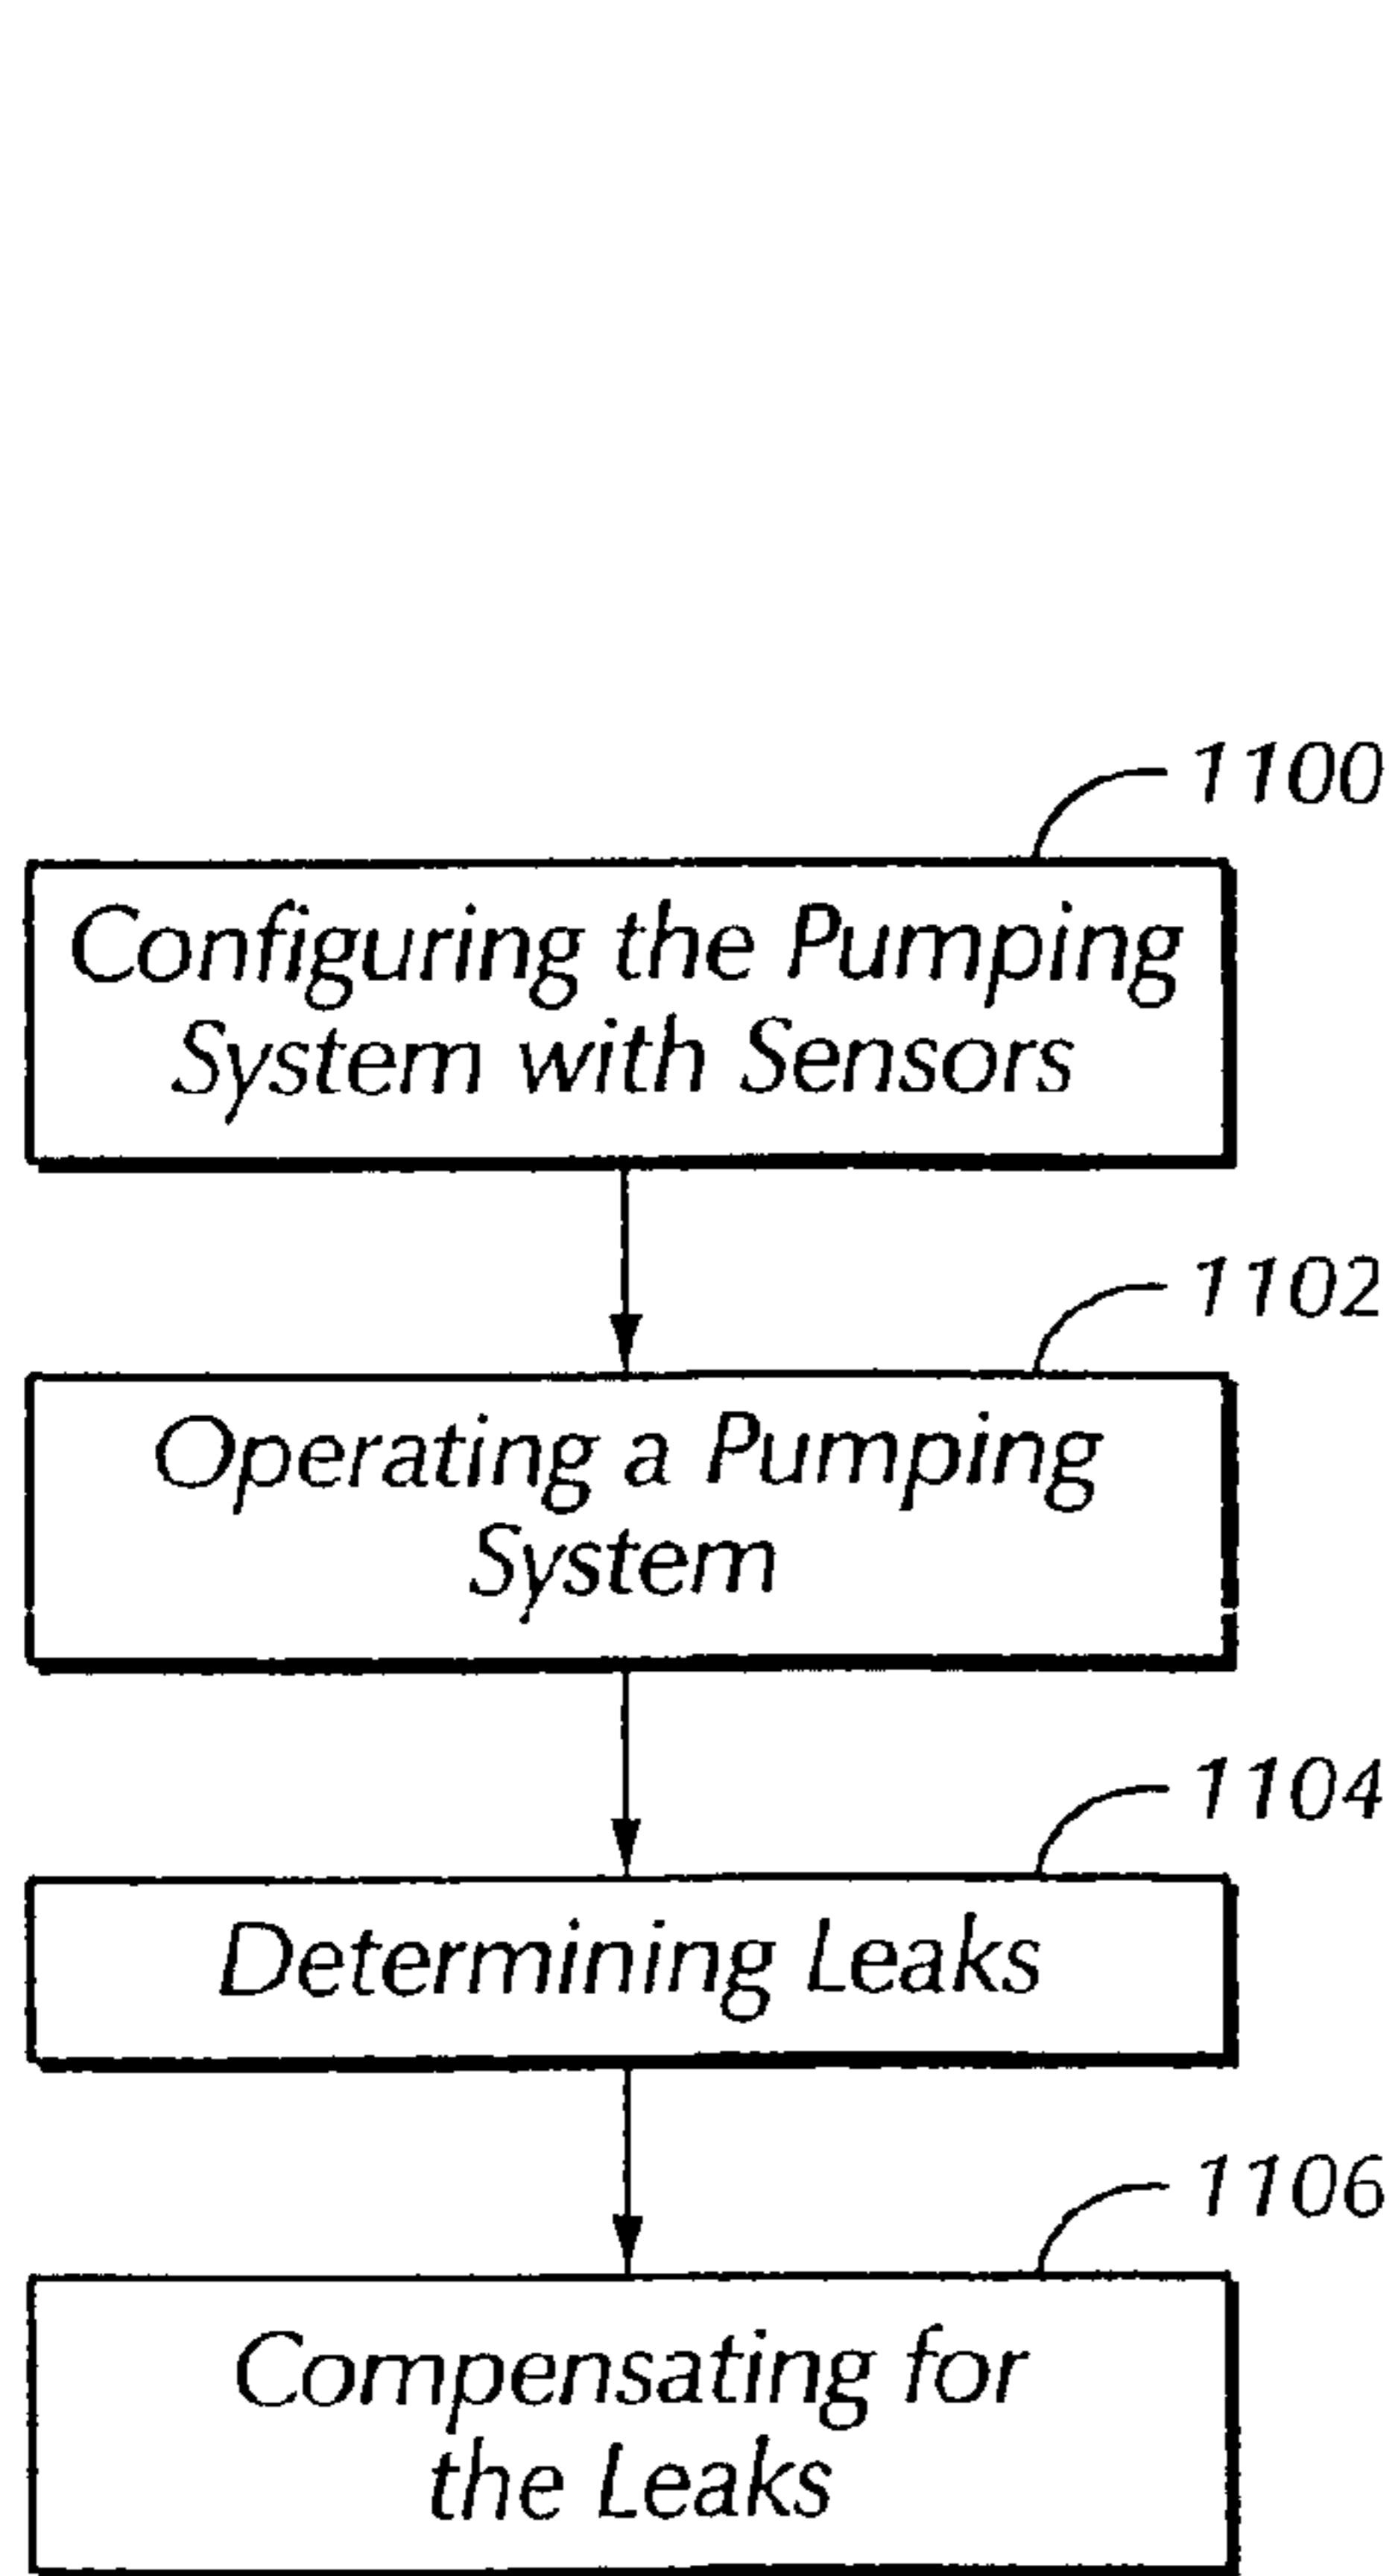 1100
Configuring the Pumping
System with Sensors
1102
Operating a Pumping
System
1104
Determining Leaks
1106
Compensating for
the Leaks